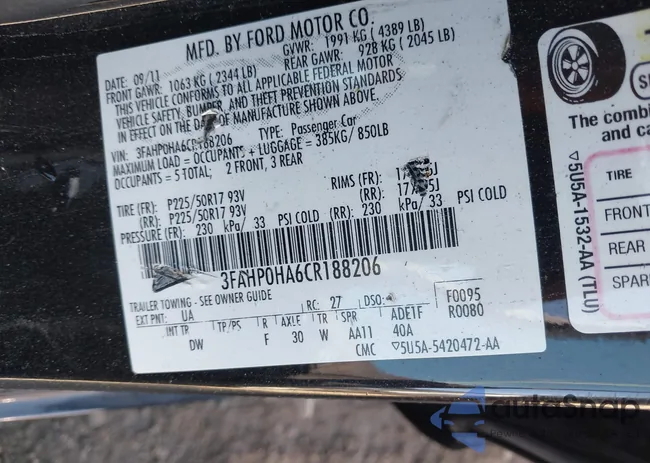 MFD. BY FORD MOTOR CO.
DATE: 09/11
GVWR: 1991 KG (4389 LB)
FRONT GAWR: 1063 KG (2344 LB)
REAR GAWR: 928 KG (2045 LB)
THIS VEHICLE CONFORMS TO ALL APPLICABLE FEDERAL MOTOR
VEHICLE SAFETY, BUMPER, AND THEFT PREVENTION STANDARDS
IN EFFECT ON THE DATE OF MANUFACTURE SHOWN ABOVE.
VIN: 3FAHP0HA6CR188206 TYPE: Passenger Car
MAXIMUM LOAD = OCCUPANTS + LUGGAGE = 385KG/ 850LB
OCCUPANTS = 5 TOTAL; 2 FRONT, 3 REAR
TIRE (FR): P225/50R17 93V RIMS (FR):
(RR): P225/50R17 93V (RR):
PRESSURE (FR): 230 kPa/ 33 PSI COLD (RR): 230 kPa/ 33 PSI COLD
3FAHP0HA6CR188206
TRAILER TOWING - SEE OWNER GUIDE
EXT PNT: UA RC: 27 DSO: F0095
R0080
INT TR TP/PS R AXLE TR SPR ADE1F
DW F 30 W AA11 40A
CMC ▽5U5A-5420472-AA
The combin
and ca
TIRE
FRONT
REAR
SPAR
▽5U5A-1532-AA (TLU)
autoSnap